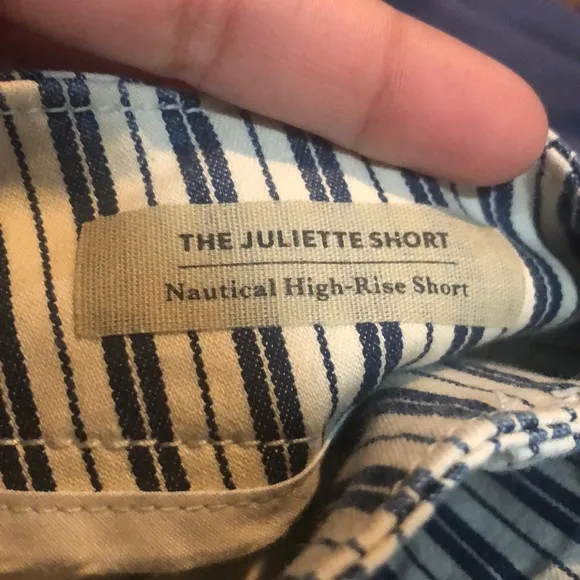 THE JULIETTE SHORT
Nautical High-Rise Short